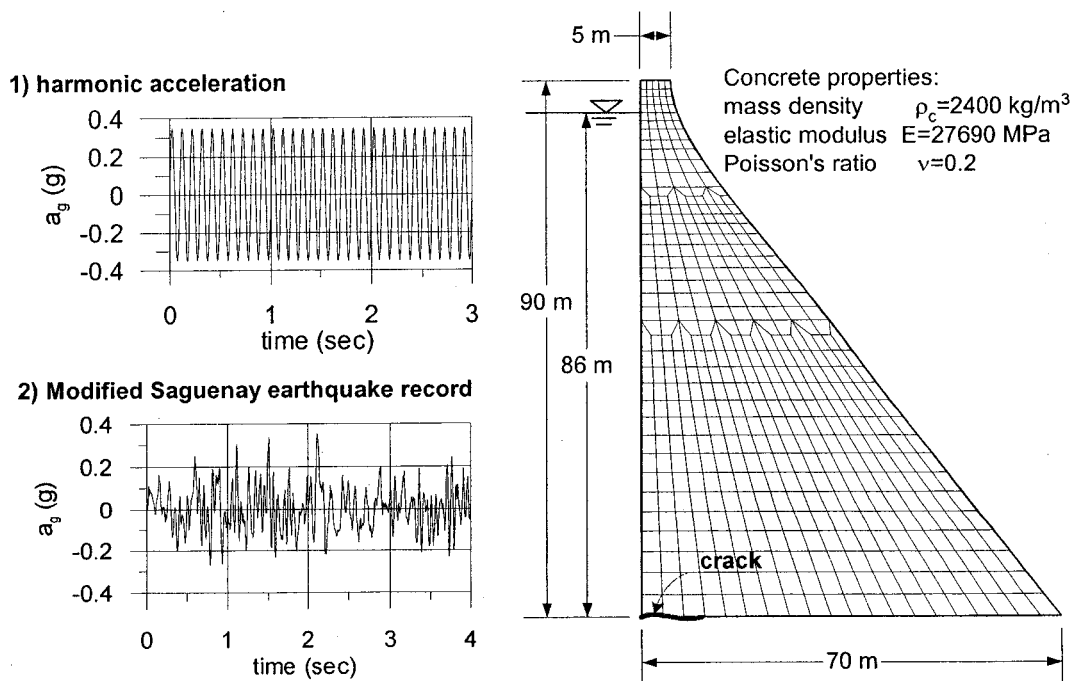 1) harmonic acceleration
0.4
0.2
0
-0.2
-0.4
a_g (g)
0 1 2 3
time (sec)
2) Modified Saguenay earthquake record
0.4
0.2
0
-0.2
-0.4
a_g (g)
0 1 2 3 4
time (sec)
5 m
90 m
86 m
Concrete properties:
mass density ρ_c=2400 kg/m³
elastic modulus E=27690 MPa
Poisson's ratio ν=0.2
crack
70 m